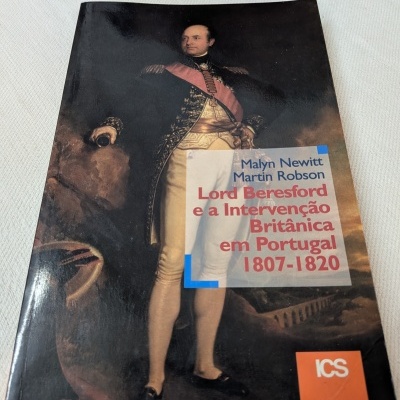 Malyn Newitt
Martin Robson
Lord Beresford
e a Intervenção
Britânica
em Portugal
1807-1820
ICS